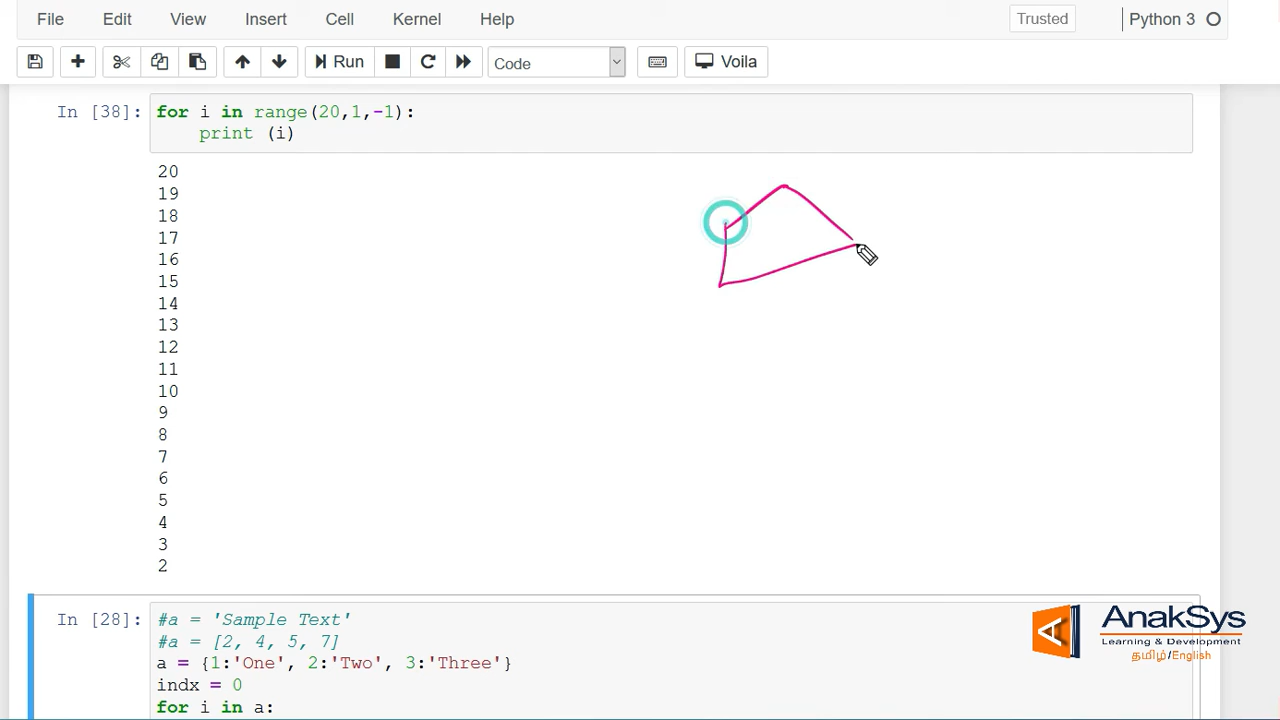 File Edit View Insert Cell Kernel Help Trusted Python 3
Run Code Voila
In [38]: for i in range(20,1,-1):
print (i)
20
19
18
17
16
15
14
13
12
11
10
9
8
7
6
5
4
3
2
In [28]: #a = 'Sample Text'
#a = [2, 4, 5, 7]
a = {1:'One', 2:'Two', 3:'Three'}
indx = 0
for i in a:
A AnakSys
Learning & Development
தமிழ்/English